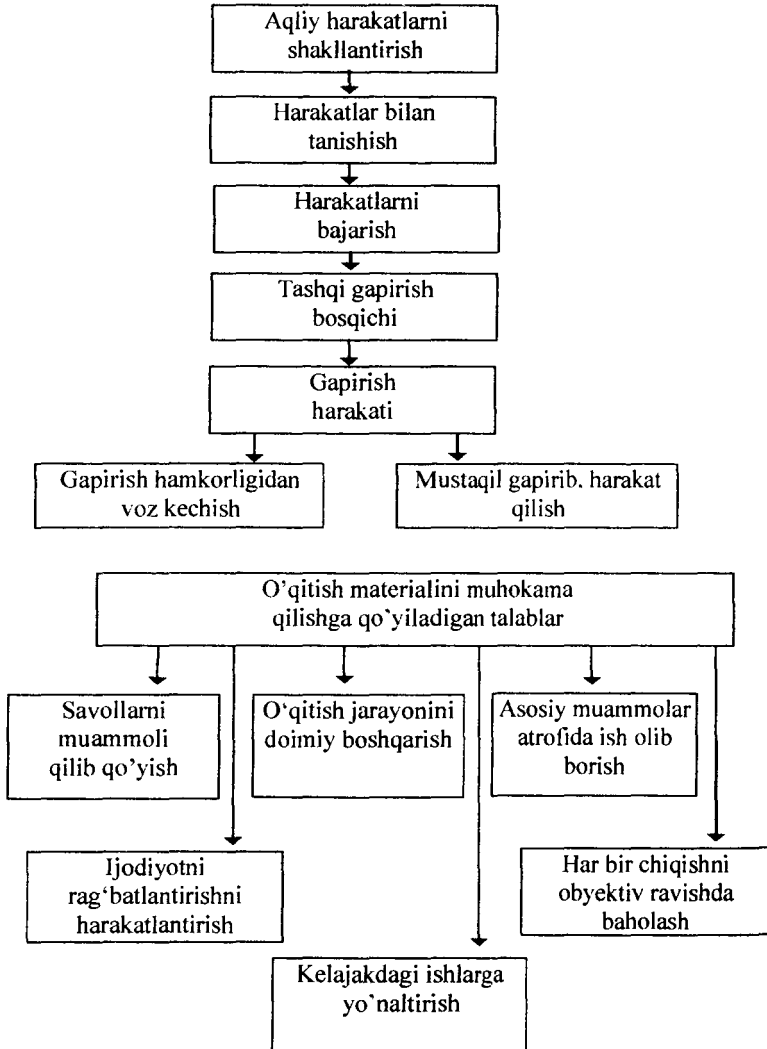 Aqliy harakatlarni
shakllantirish
Harakatlar bilan
tanishish
Harakatlarni
bajarish
Tashqi gapirish
bosqichi
Gapirish
harakati
Gapirish hamkorligidan
voz kechish
Mustaqil gapirib. harakat
qilish
O'qitish materialini muhokama
qilishga qo`yiladigan talablar
Savollarni
muammoli
qilib qo'yish
O‘qitish jarayonini
doimiy boshqarish
Asosiy muammolar
atrofida ish olib
borish
Ijodiyotni
rag‘batlantirishni
harakatlantirish
Har bir chiqishni
obyektiv ravishda
baholash
Kelajakdagi ishlarga
yo`naltirish